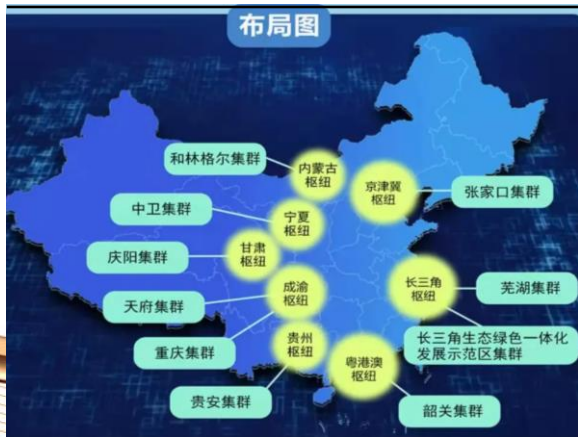 布局图
和林格尔集群
内蒙古
枢纽
京津冀
枢纽
张家口集群
中卫集群
宁夏
枢纽
庆阳集群
甘肃
枢纽
天府集群
成渝
枢纽
长三角
枢纽
芜湖集群
重庆集群
贵州
枢纽
粤港澳
枢纽
长三角生态绿色一体化
发展示范区集群
贵安集群
韶关集群